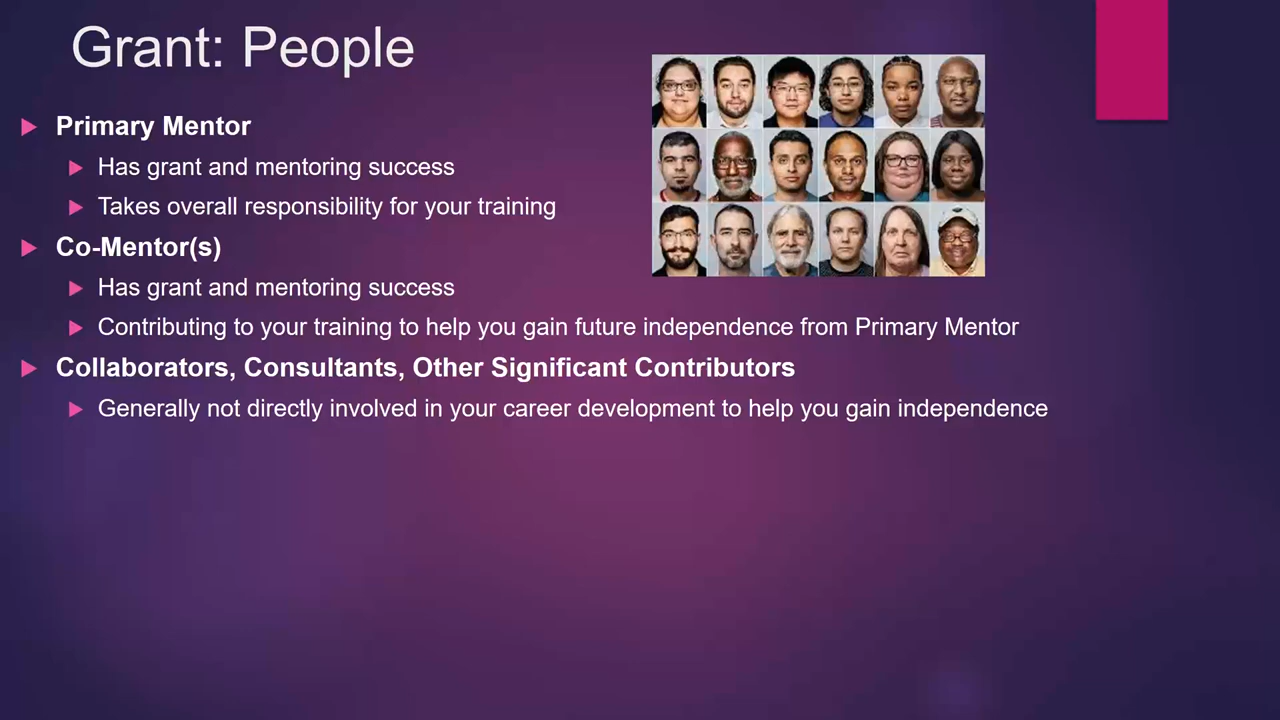 Grant: People
Primary Mentor
Has grant and mentoring success
Takes overall responsibility for your training
Co-Mentor(s)
Has grant and mentoring success
Contributing to your training to help you gain future independence from Primary Mentor
Collaborators, Consultants, Other Significant Contributors
Generally not directly involved in your career development to help you gain independence